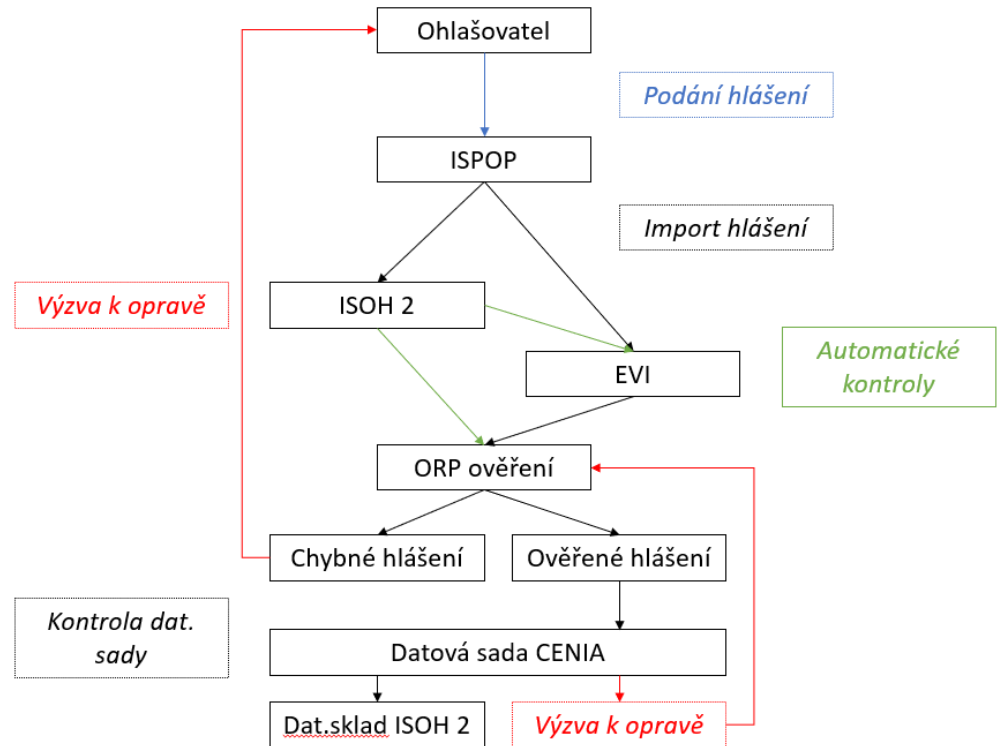 Ohlašovatel
Podání hlášení
ISPOP
Import hlášení
Výzva k opravě
ISOH 2
Automatické
kontroly
EVI
ORP ověření
Chybné hlášení
Ověřené hlášení
Kontrola dat.
sady
Datová sada CENIA
Dat.sklad ISOH 2
Výzva k opravě